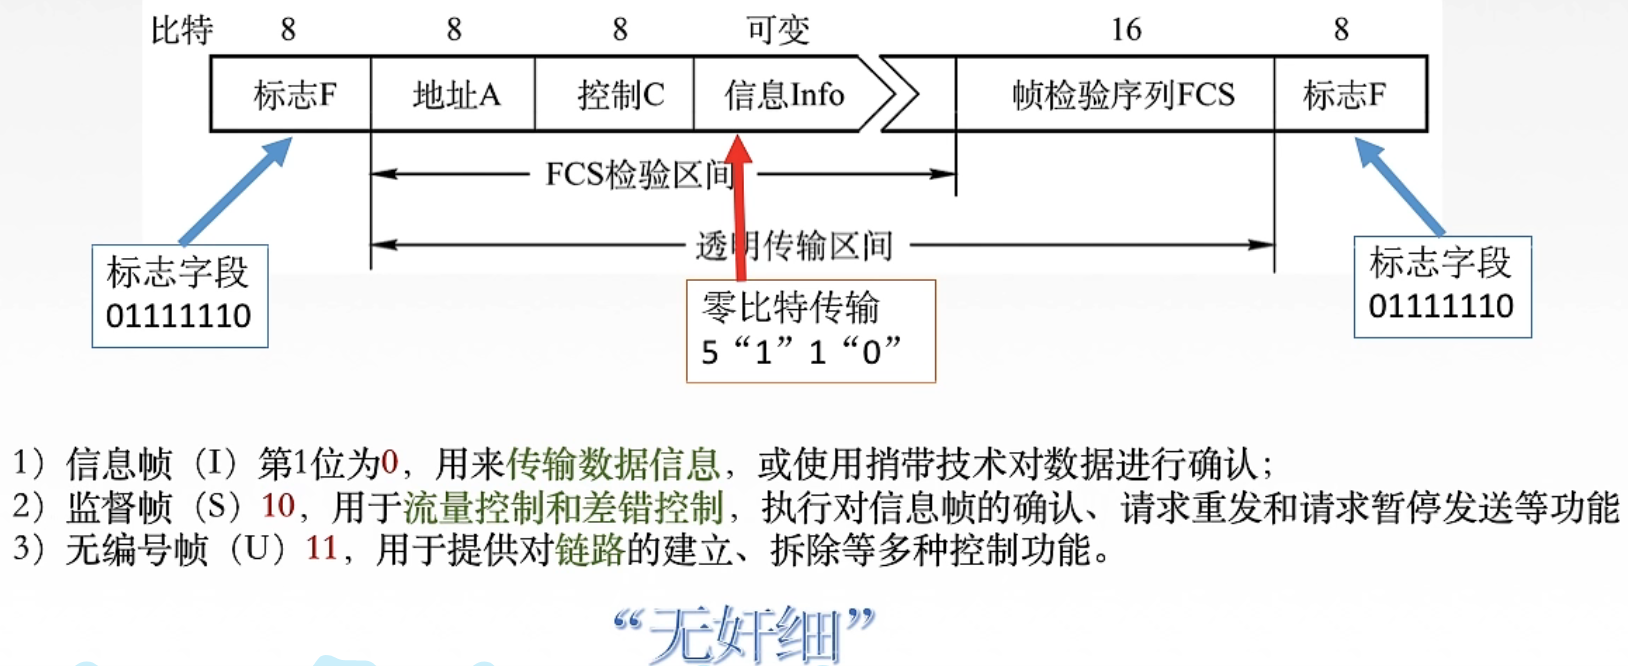 比特 8 8 8 可变 16 8
标志F 地址A 控制C 信息Info 帧检验序列FCS 标志F
FCS检验区间
透明传输区间
标志字段
01111110
标志字段
01111110
零比特传输
5“1”1“0”
1）信息帧（I）第1位为0，用来传输数据信息，或使用捎带技术对数据进行确认；
2）监督帧（S）10，用于流量控制和差错控制，执行对信息帧的确认、请求重发和请求暂停发送等功能
3）无编号帧（U）11，用于提供对链路的建立、拆除等多种控制功能。
“无奸细”